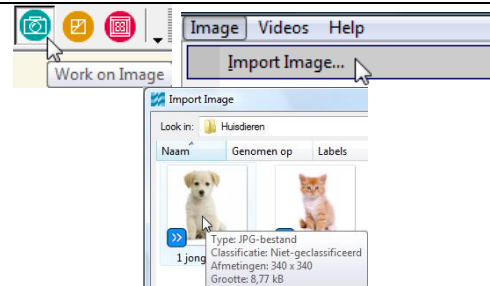 Work on Image
Image Videos Help
Import Image...
Import Image
Look in: Huisdieren
Naam Genomen op Labels
1 jong
Type: JPG-bestand
Classificatie: Niet-geclassificeerd
Afmetingen: 340 x 340
Grootte: 8,77 kB